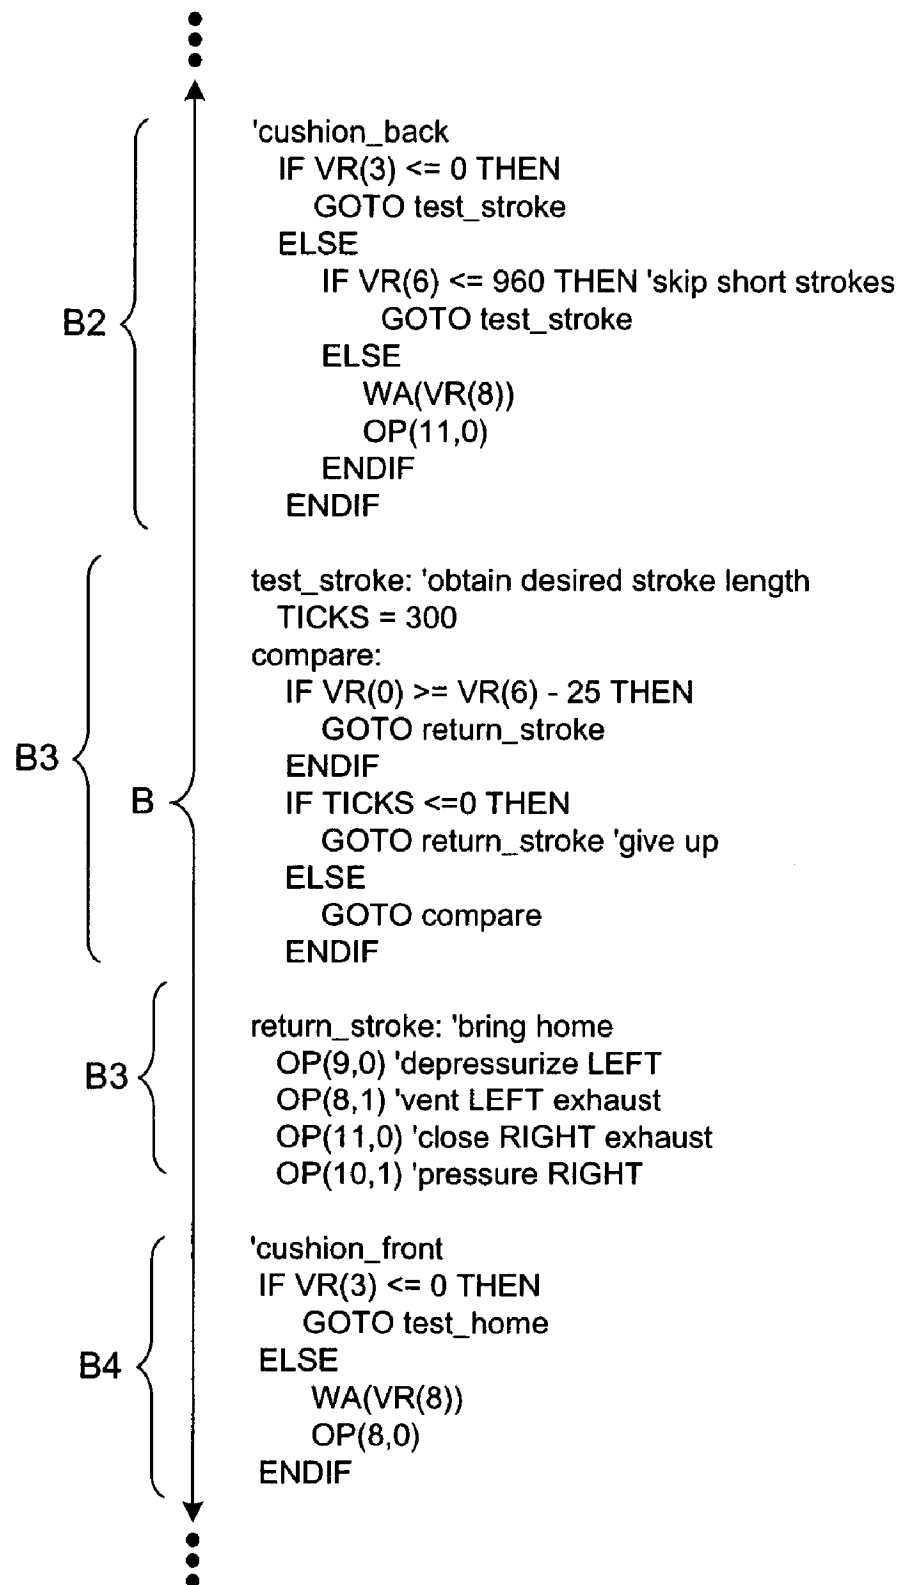 'cushion_back
IF VR(3) <= 0 THEN
GOTO test_stroke
ELSE
IF VR(6) <= 960 THEN 'skip short strokes
GOTO test_stroke
B2
ELSE
WA(VR(8))
OP(11,0)
ENDIF
ENDIF
test_stroke: 'obtain desired stroke length
TICKS = 300
compare:
IF VR(0) >= VR(6) - 25 THEN
GOTO return_stroke
B3
ENDIF
B
IF TICKS <=0 THEN
GOTO return_stroke 'give up
ELSE
GOTO compare
ENDIF
return_stroke: 'bring home
OP(9,0) 'depressurize LEFT
B3
OP(8,1) 'vent LEFT exhaust
OP(11,0) 'close RIGHT exhaust
OP(10,1) 'pressure RIGHT
'cushion_front
IF VR(3) <= 0 THEN
GOTO test_home
B4
ELSE
WA(VR(8))
OP(8,0)
ENDIF